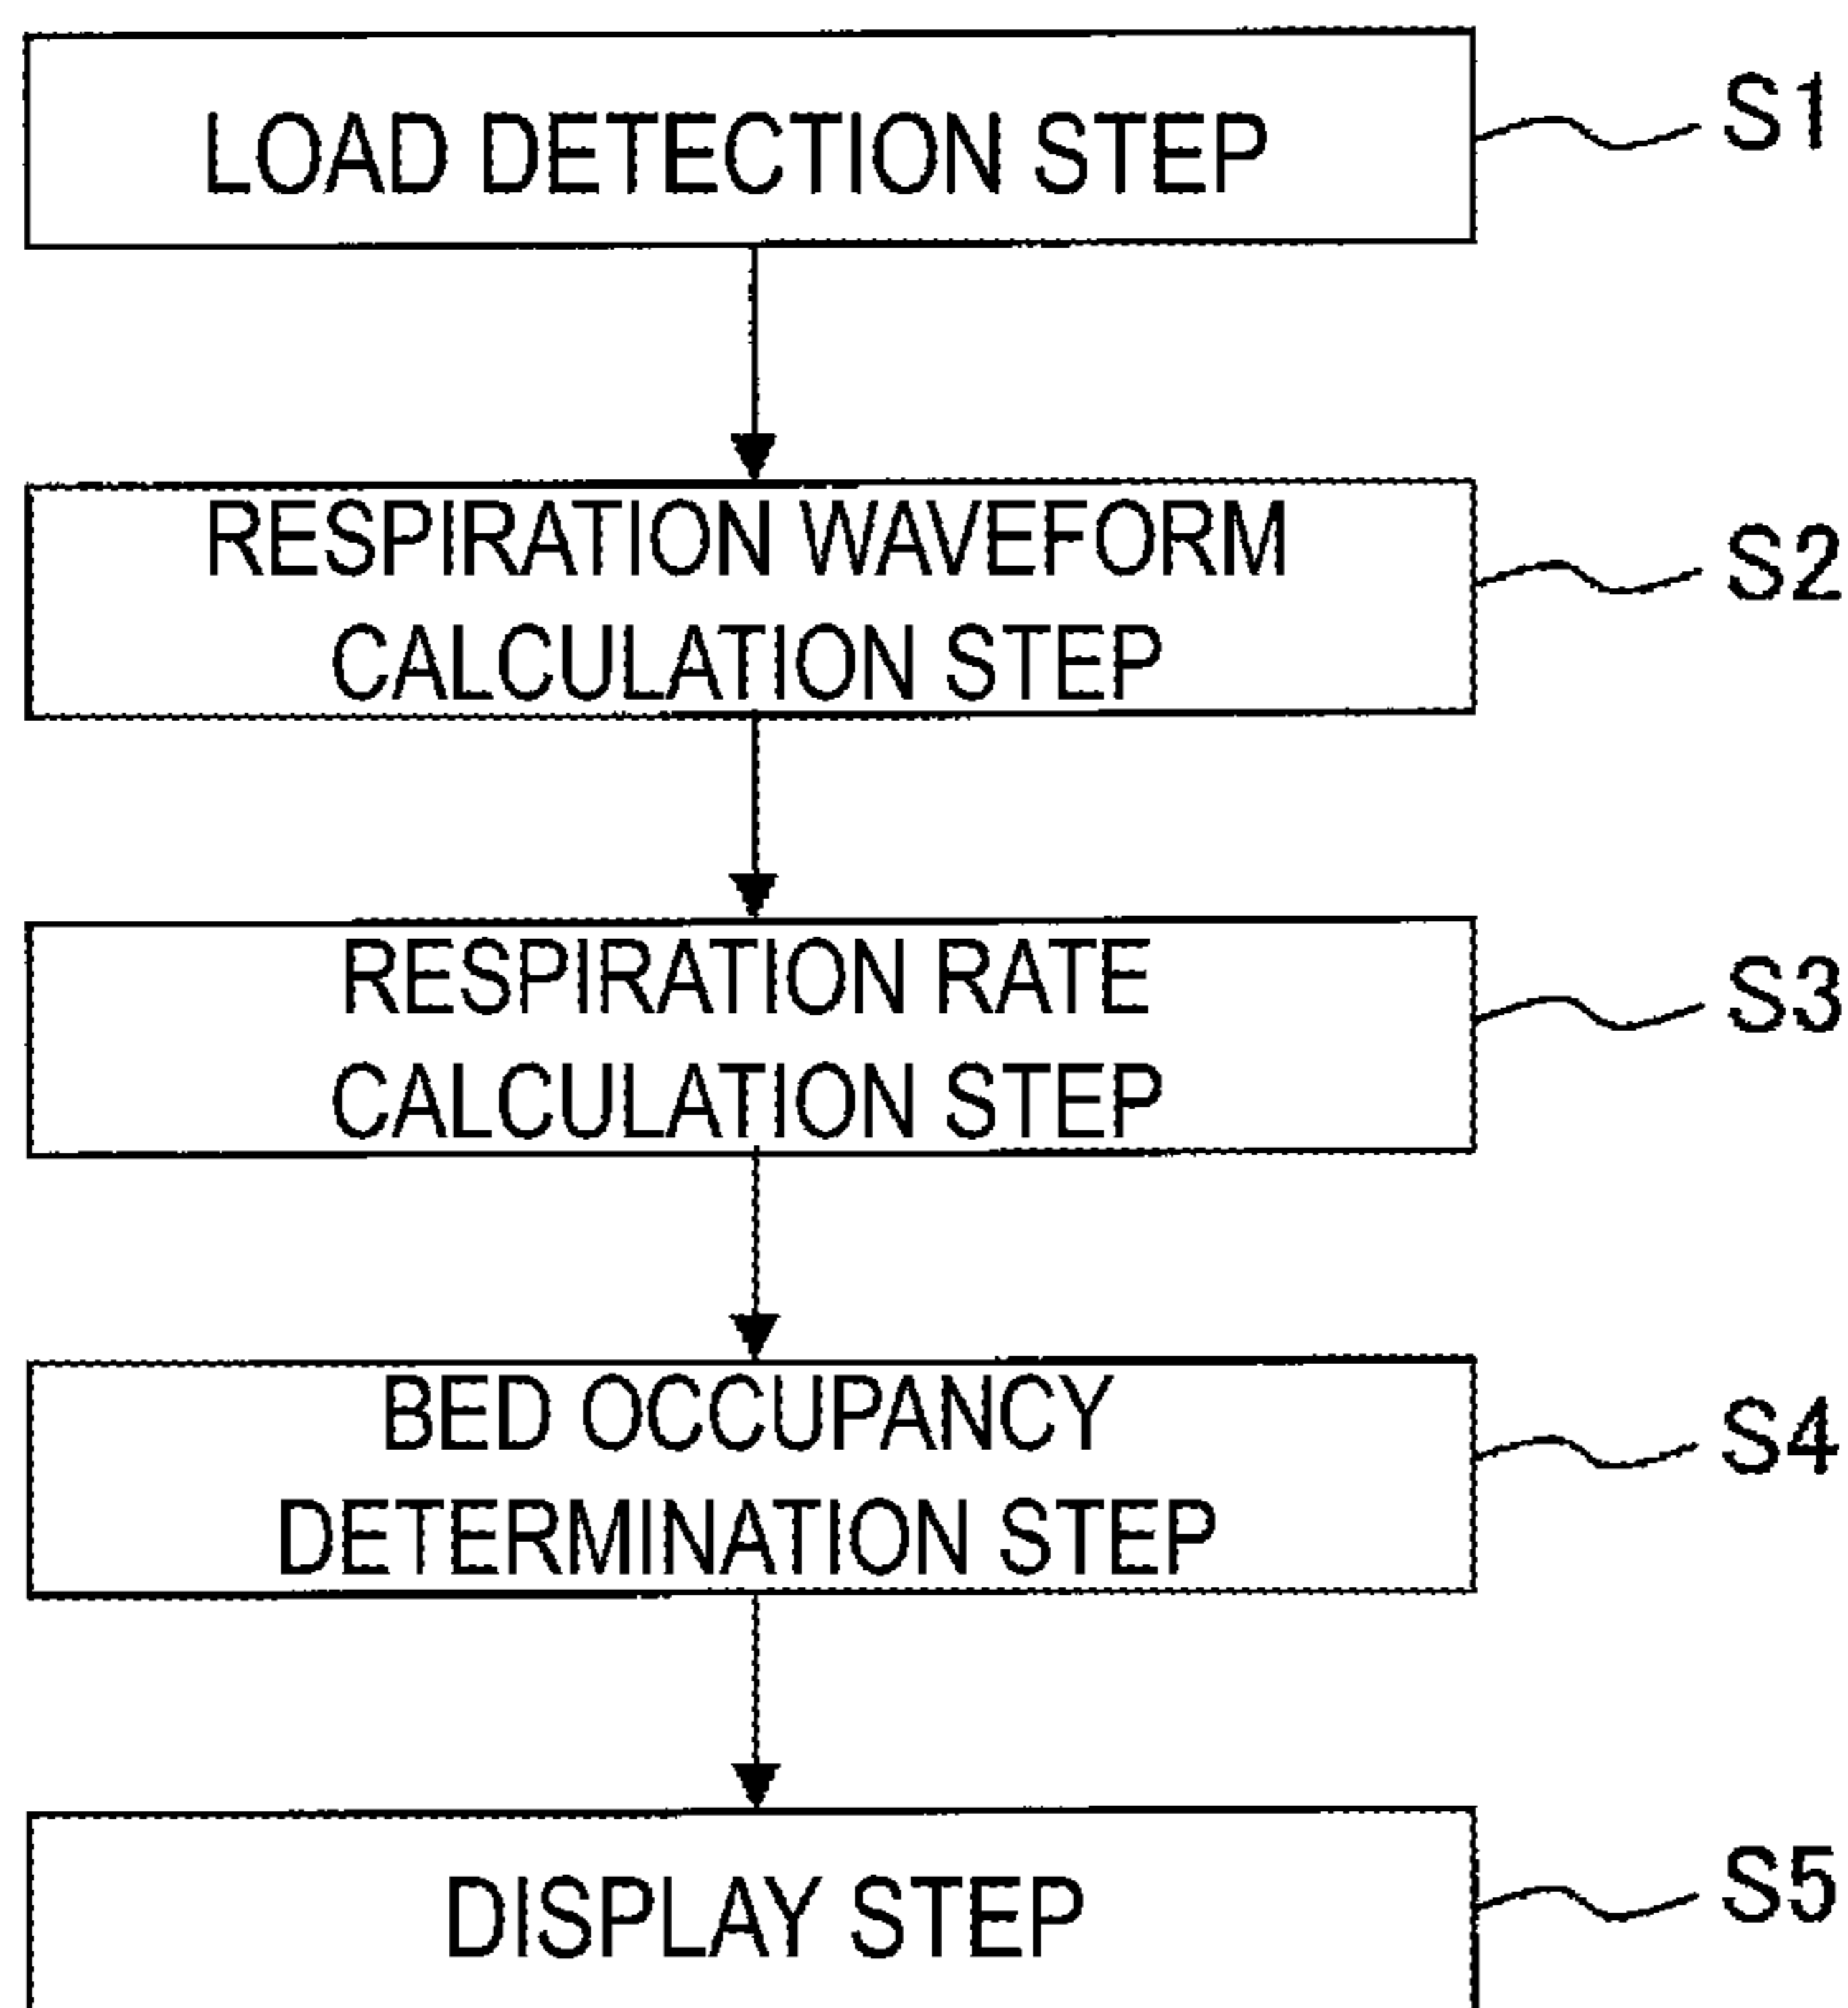 LOAD DETECTION STEP
S1
RESPIRATION WAVEFORM
CALCULATION STEP
S2
RESPIRATION RATE
CALCULATION STEP
S3
BED OCCUPANCY
DETERMINATION STEP
S4
DISPLAY STEP
S5